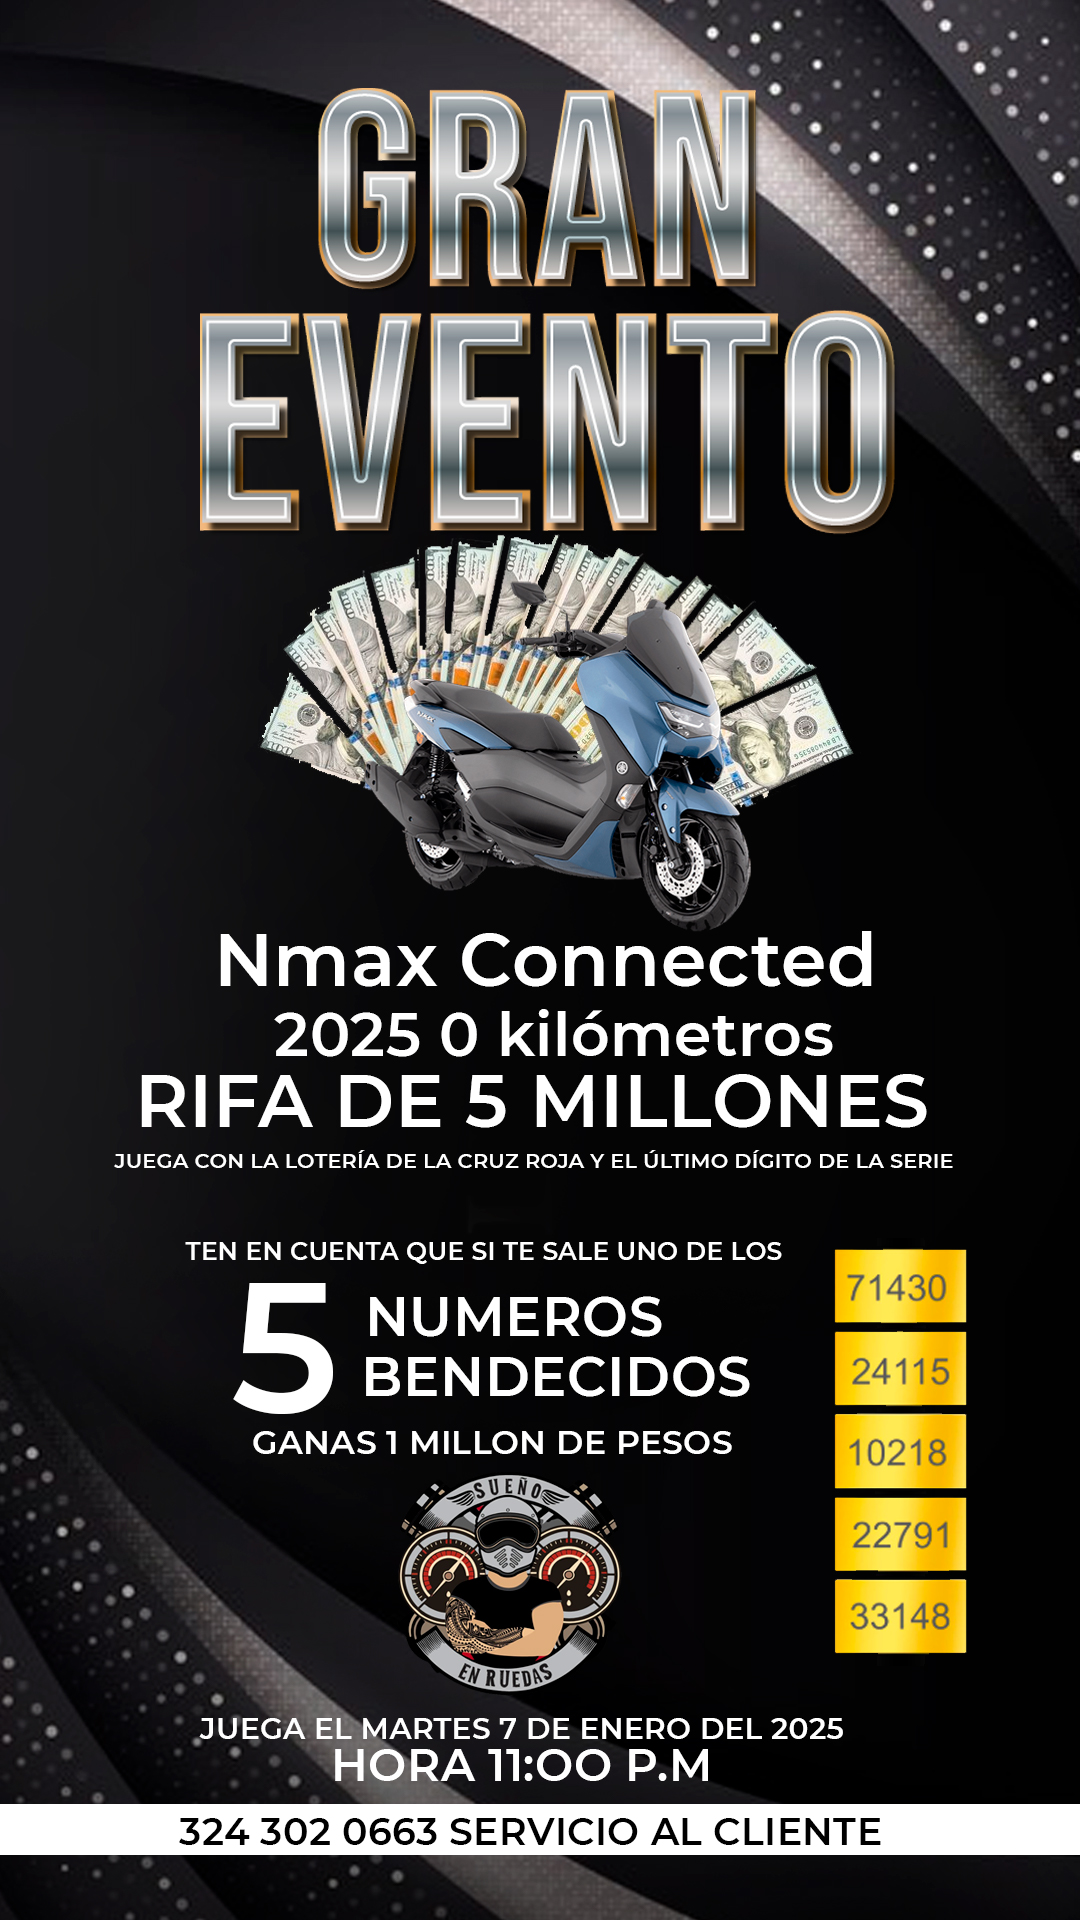 GRAN
EVENTO
Nmax Connected
2025 0 kilómetros
RIFA DE 5 MILLONES
JUEGA CON LA LOTERÍA DE LA CRUZ ROJA Y EL ÚLTIMO DÍGITO DE LA SERIE
TEN EN CUENTA QUE SI TE SALE UNO DE LOS
5 NUMEROS
BENDECIDOS
GANAS 1 MILLON DE PESOS
71430
24115
10218
22791
33148
SUEÑO
EN RUEDAS
JUEGA EL MARTES 7 DE ENERO DEL 2025
HORA 11:OO P.M
324 302 0663 SERVICIO AL CLIENTE